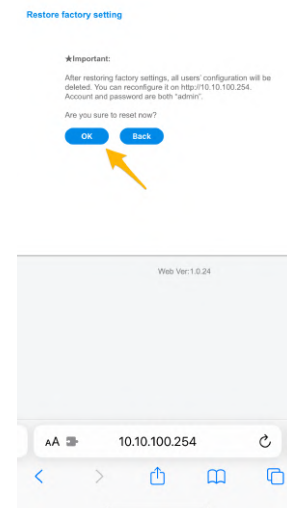 Restore factory setting
★Important:
After restoring factory settings, all users' configuration will be
deleted. You can reconfigure it on http://10.10.100.254.
Account and password are both "admin".
Are you sure to reset now?
OK
Back
Web Ver:1.0.24
AA
10.10.100.254